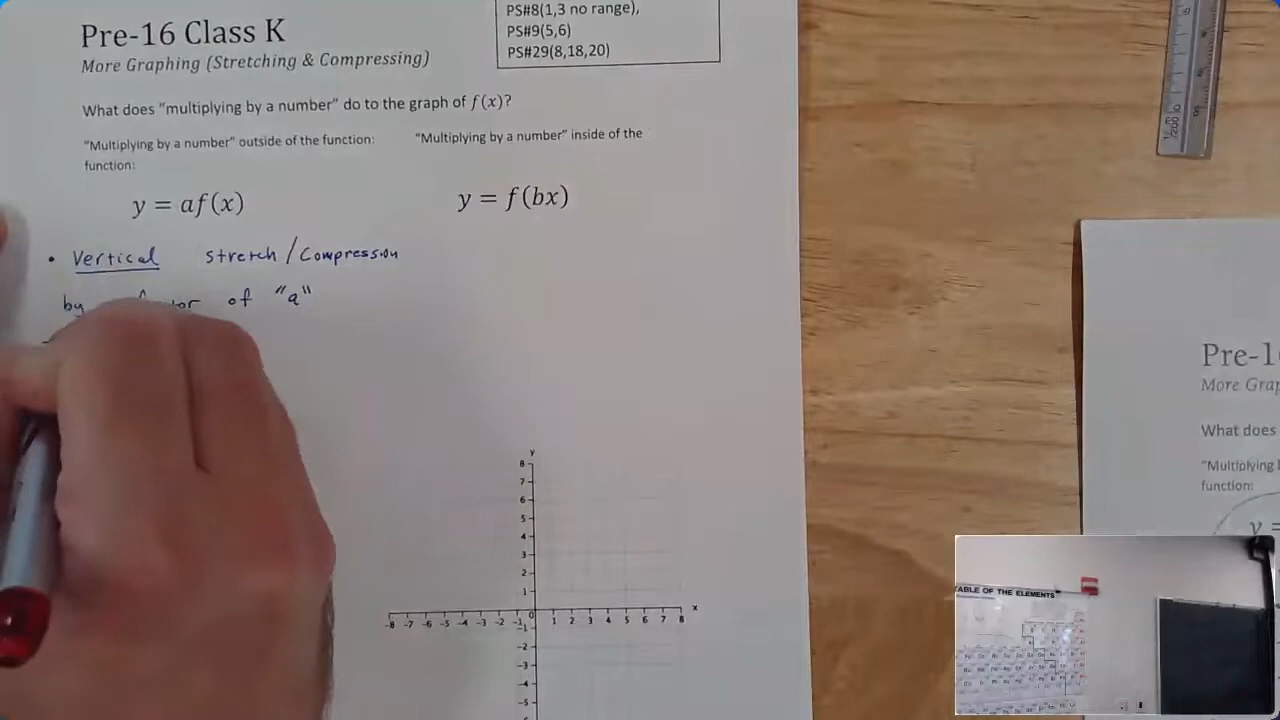 Pre-16 Class K
More Graphing (Stretching & Compressing)
PS#8(1,3 no range),
PS#9(5,6)
PS#29(8,18,20)
What does "multiplying by a number" do to the graph of f(x)?
"Multiplying by a number" outside of the function: "Multiplying by a number" inside of the
function:
y = af(x) y = f(bx)
• Vertical stretch/Compression
by of "a"
y
8
7
6
5
4
3
2
1
-8 -7 -6 -5 -4 -3 -2 -1 0 1 2 3 4 5 6 7 8 x
-1
-2
-3
-4
-5
Pre-1
More Grap
What does
"Multiplying
function:
y =
TABLE OF THE ELEMENTS